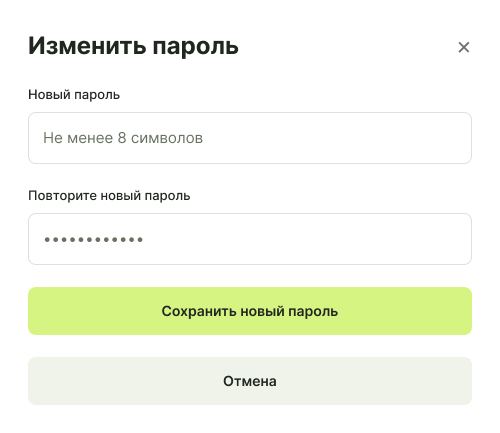 Изменить пароль
Новый пароль
Не менее 8 символов
Повторите новый пароль
••••••••••••
Сохранить новый пароль
Отмена